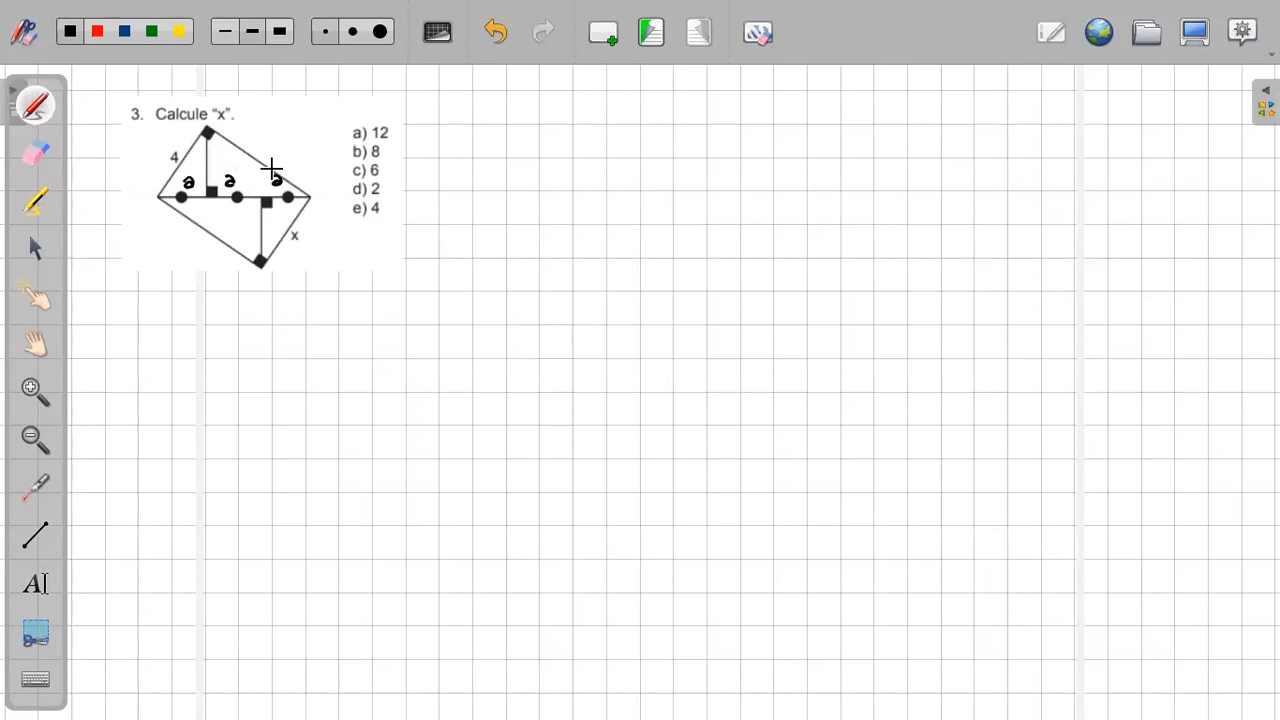 3. Calcule “x”.
a) 12
4
b) 8
a a a
c) 6
d) 2
e) 4
x